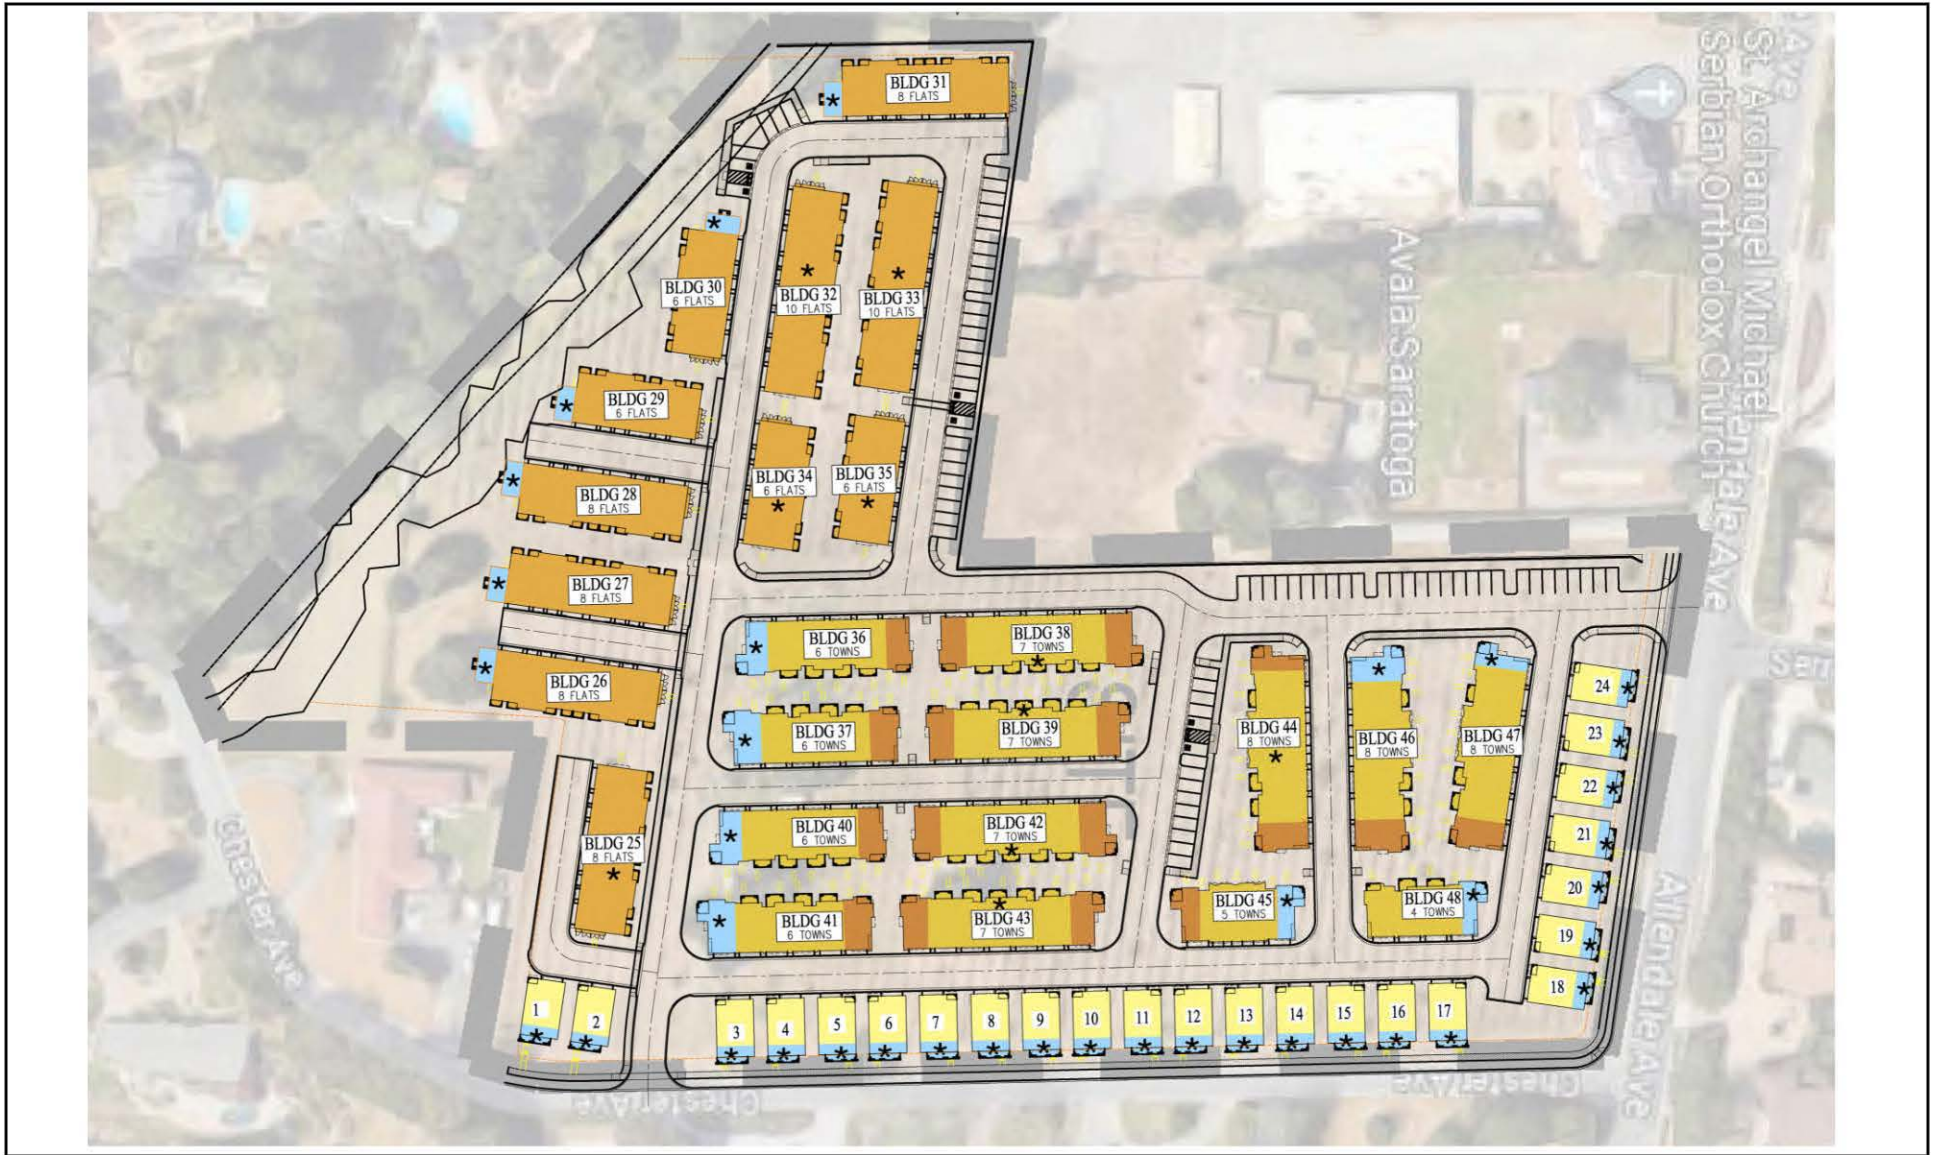 BLDG 31
8 FLATS
St. Archangel Michael
Serbian Orthodox Church
Allendale Ave
Avala Saratoga
BLDG 30
6 FLATS
BLDG 32
10 FLATS
BLDG 33
10 FLATS
BLDG 29
6 FLATS
BLDG 34
6 FLATS
BLDG 35
6 FLATS
BLDG 28
8 FLATS
BLDG 27
8 FLATS
BLDG 26
8 FLATS
BLDG 36
6 TOWNS
BLDG 38
7 TOWNS
BLDG 37
6 TOWNS
BLDG 39
7 TOWNS
BLDG 44
8 TOWNS
BLDG 46
8 TOWNS
BLDG 47
8 TOWNS
24
23
22
21
20
19
18
BLDG 25
8 FLATS
BLDG 40
6 TOWNS
BLDG 42
7 TOWNS
BLDG 41
6 TOWNS
BLDG 43
7 TOWNS
BLDG 45
5 TOWNS
BLDG 48
4 TOWNS
Chester Ave
Allendale Ave
1
2
3
4
5
6
7
8
9
10
11
12
13
14
15
16
17
Chester Ave
Chester Ave